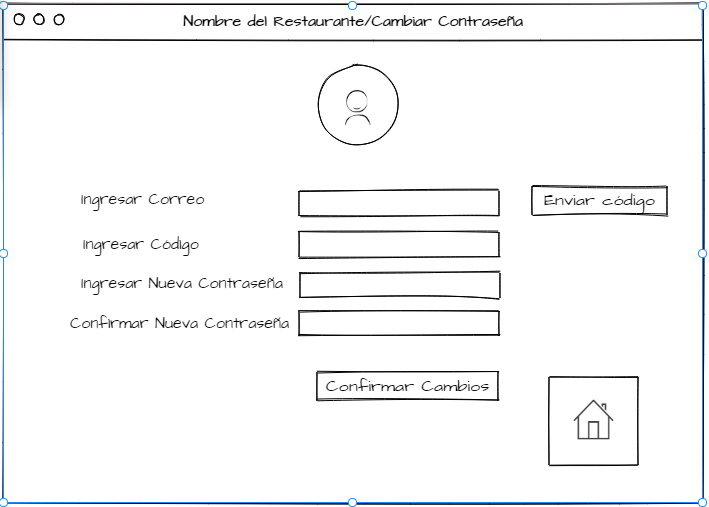 Nombre del Restaurante/Cambiar Contraseña
Ingresar Correo
Enviar código
Ingresar Código
Ingresar Nueva Contraseña
Confirmar Nueva Contraseña
Confirmar Cambios